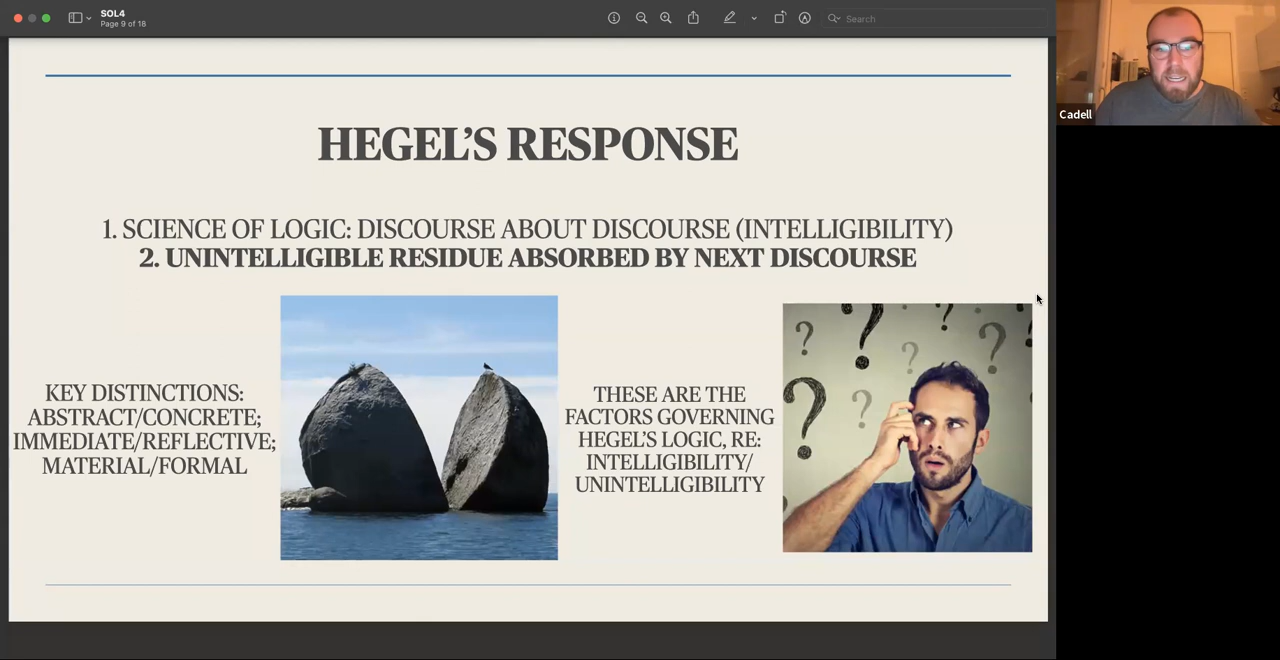 SOL4
Page 9 of 18
Search
Cadell
HEGEL’S RESPONSE
1. SCIENCE OF LOGIC: DISCOURSE ABOUT DISCOURSE (INTELLIGIBILITY)
2. UNINTELLIGIBLE RESIDUE ABSORBED BY NEXT DISCOURSE
KEY DISTINCTIONS:
ABSTRACT/CONCRETE;
IMMEDIATE/REFLECTIVE;
MATERIAL/FORMAL
THESE ARE THE
FACTORS GOVERNING
HEGEL’S LOGIC, RE:
INTELLIGIBILITY/
UNINTELLIGIBILITY